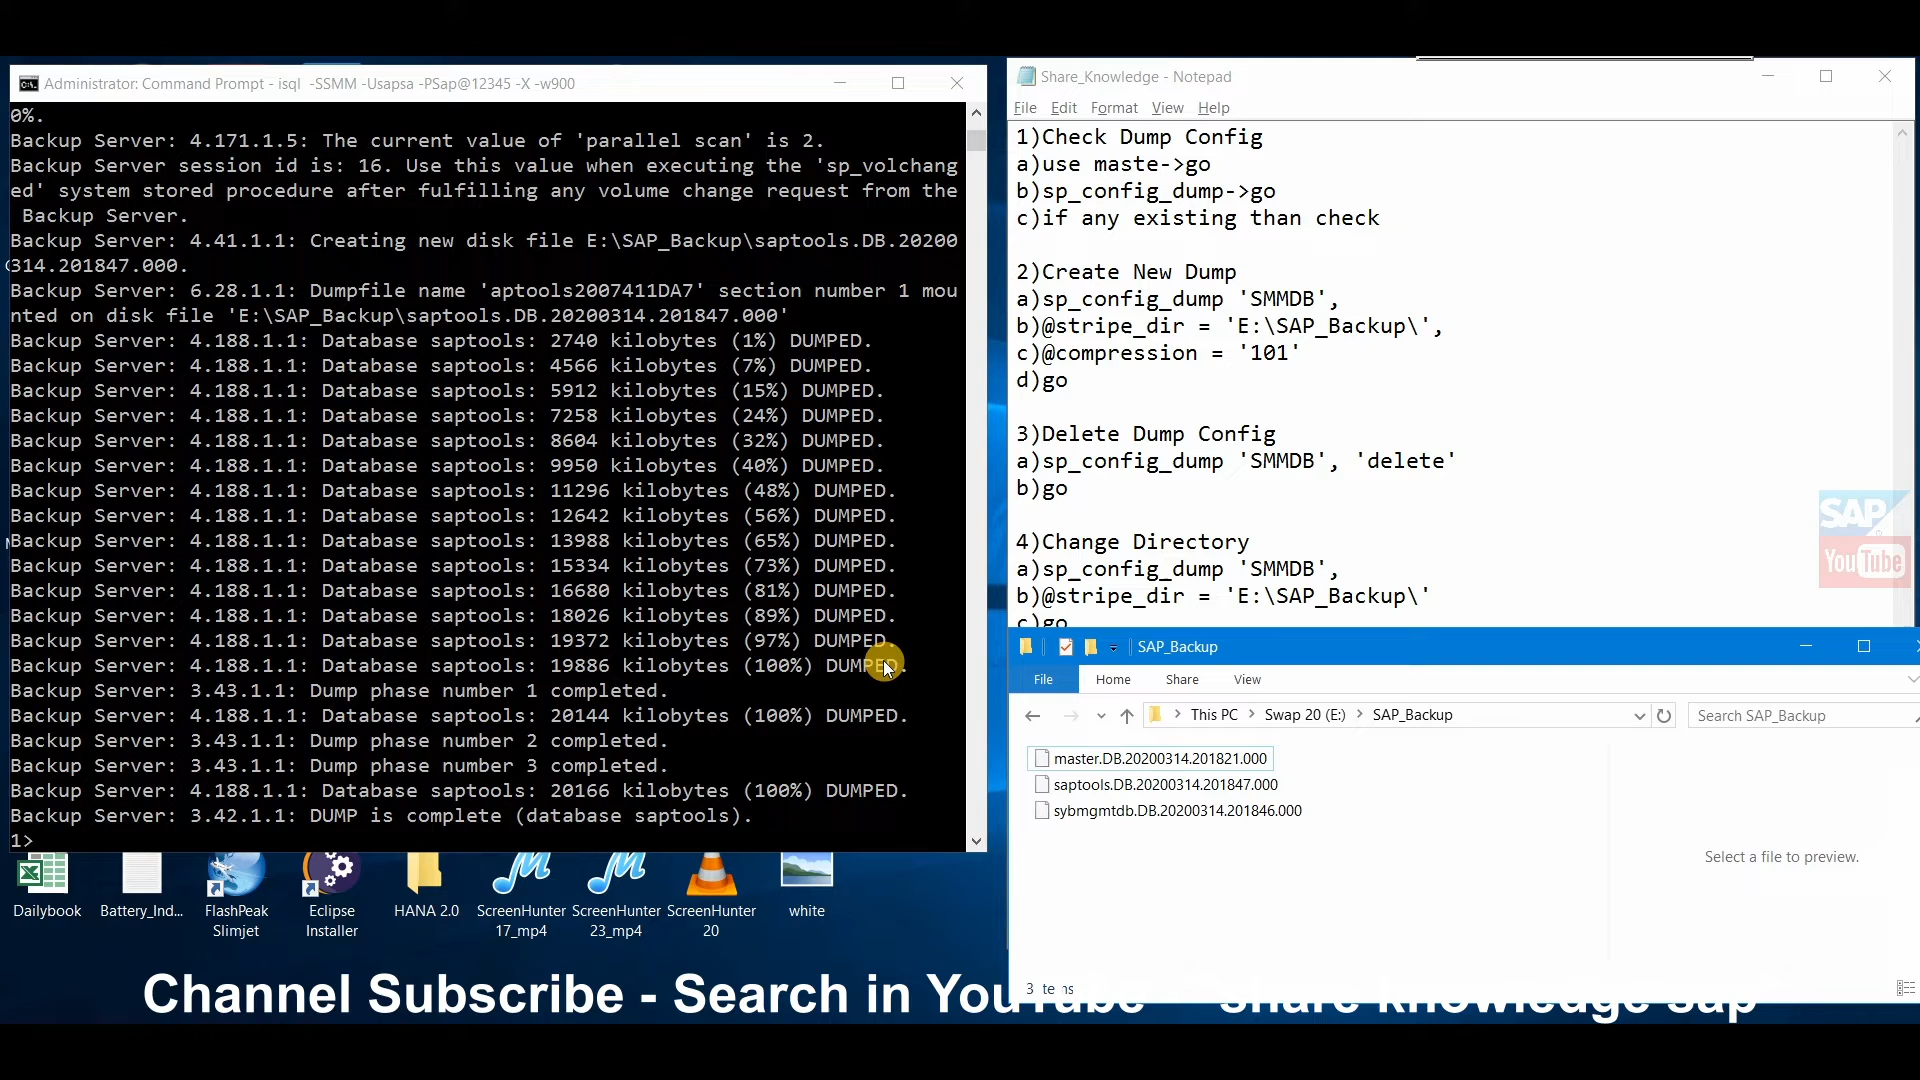 Administrator: Command Prompt - isql  -SSMM -Usapsa -PSap@12345 -X -w900
0%.
Backup Server: 4.171.1.5: The current value of 'parallel scan' is 2.
Backup Server session id is: 16. Use this value when executing the 'sp_volchang
ed' system stored procedure after fulfilling any volume change request from the
 Backup Server.
Backup Server: 4.41.1.1: Creating new disk file E:\SAP_Backup\saptools.DB.20200
314.201847.000.
Backup Server: 6.28.1.1: Dumpfile name 'aptools2007411DA7' section number 1 mou
nted on disk file 'E:\SAP_Backup\saptools.DB.20200314.201847.000'
Backup Server: 4.188.1.1: Database saptools: 2740 kilobytes (1%) DUMPED.
Backup Server: 4.188.1.1: Database saptools: 4566 kilobytes (7%) DUMPED.
Backup Server: 4.188.1.1: Database saptools: 5912 kilobytes (15%) DUMPED.
Backup Server: 4.188.1.1: Database saptools: 7258 kilobytes (24%) DUMPED.
Backup Server: 4.188.1.1: Database saptools: 8604 kilobytes (32%) DUMPED.
Backup Server: 4.188.1.1: Database saptools: 9950 kilobytes (40%) DUMPED.
Backup Server: 4.188.1.1: Database saptools: 11296 kilobytes (48%) DUMPED.
Backup Server: 4.188.1.1: Database saptools: 12642 kilobytes (56%) DUMPED.
Backup Server: 4.188.1.1: Database saptools: 13988 kilobytes (65%) DUMPED.
Backup Server: 4.188.1.1: Database saptools: 15334 kilobytes (73%) DUMPED.
Backup Server: 4.188.1.1: Database saptools: 16680 kilobytes (81%) DUMPED.
Backup Server: 4.188.1.1: Database saptools: 18026 kilobytes (89%) DUMPED.
Backup Server: 4.188.1.1: Database saptools: 19372 kilobytes (97%) DUMPED.
Backup Server: 4.188.1.1: Database saptools: 19886 kilobytes (100%) DUMPED.
Backup Server: 3.43.1.1: Dump phase number 1 completed.
Backup Server: 4.188.1.1: Database saptools: 20144 kilobytes (100%) DUMPED.
Backup Server: 3.43.1.1: Dump phase number 2 completed.
Backup Server: 3.43.1.1: Dump phase number 3 completed.
Backup Server: 4.188.1.1: Database saptools: 20166 kilobytes (100%) DUMPED.
Backup Server: 3.42.1.1: DUMP is complete (database saptools).
1>
Share_Knowledge - Notepad
File Edit Format View Help
1)Check Dump Config
a)use maste->go
b)sp_config_dump->go
c)if any existing than check
2)Create New Dump
a)sp_config_dump 'SMMDB',
b)@stripe_dir = 'E:\SAP_Backup\',
c)@compression = '101'
d)go
3)Delete Dump Config
a)sp_config_dump 'SMMDB', 'delete'
b)go
4)Change Directory
a)sp_config_dump 'SMMDB',
b)@stripe_dir = 'E:\SAP_Backup\'
c)go
SAP
YouTube
SAP_Backup
File Home Share View
This PC > Swap 20 (E:) > SAP_Backup
Search SAP_Backup
master.DB.20200314.201821.000
saptools.DB.20200314.201847.000
sybmgmtdb.DB.20200314.201846.000
Select a file to preview.
Dailybook
Battery_Ind...
FlashPeak
Slimjet
Eclipse
Installer
HANA 2.0
ScreenHunter
17_mp4
ScreenHunter
23_mp4
ScreenHunter
20
white
Channel Subscribe - Search in YouTube - share knowledge sap